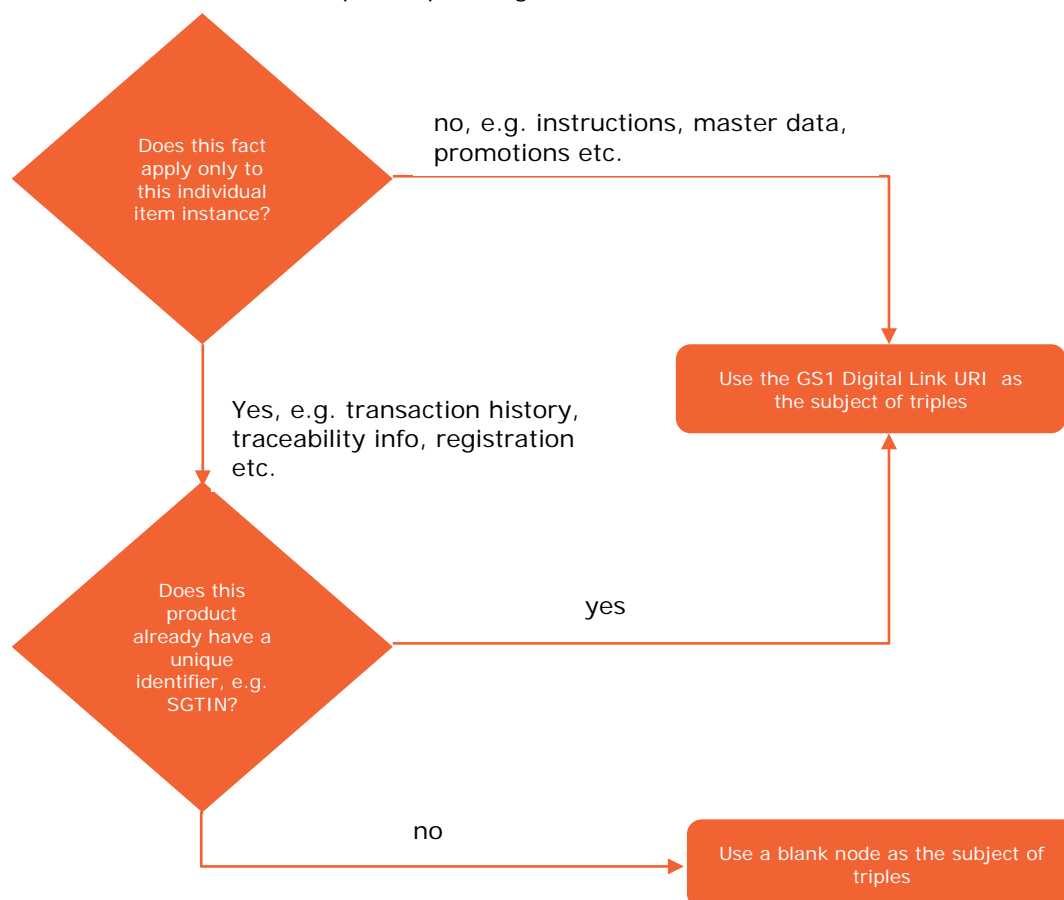 Does this fact
apply only to
this individual
item instance?
no, e.g. instructions, master data,
promotions etc.
Use the GS1 Digital Link URI as
the subject of triples
Yes, e.g. transaction history,
traceability info, registration
etc.
Does this
product
already have a
unique
identifier, e.g.
SGTIN?
yes
no
Use a blank node as the subject of
triples